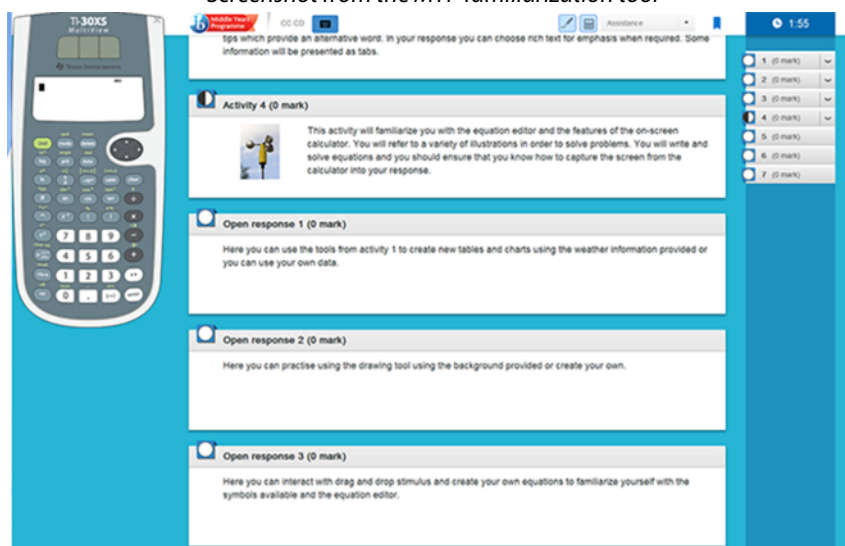 Screenshot from the MYP familiarization tool
TI-30XS
MultiView
Texas Instruments
Middle Years
Programme
CC CD
Assistance
1:55
tips which provide an alternative word. In your response you can choose rich text for emphasis when required. Some
information will be presented as tabs.
Activity 4 (0 mark)
This activity will familiarize you with the equation editor and the features of the on-screen
calculator. You will refer to a variety of illustrations in order to solve problems. You will write and
solve equations and you should ensure that you know how to capture the screen from the
calculator into your response.
Open response 1 (0 mark)
Here you can use the tools from activity 1 to create new tables and charts using the weather information provided or
you can use your own data.
Open response 2 (0 mark)
Here you can practise using the drawing tool using the background provided or create your own.
Open response 3 (0 mark)
Here you can interact with drag and drop stimulus and create your own equations to familiarize yourself with the
symbols available and the equation editor.
1 (0 mark)
2 (0 mark)
3 (0 mark)
4 (0 mark)
5 (0 mark)
6 (0 mark)
7 (0 mark)
7 8 9
4 5 6
1 2 3
0 .